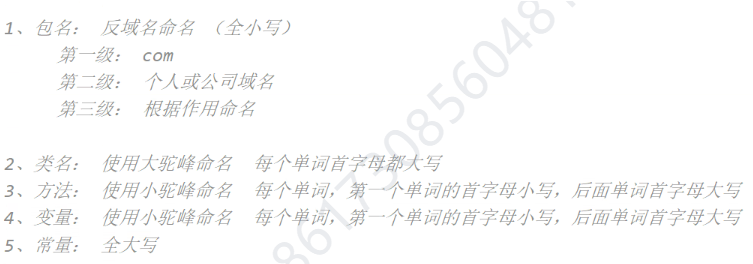 1、包名： 反域名命名 （全小写）
第一级： com
第二级： 个人或公司域名
第三级： 根据作用命名
2、类名： 使用大驼峰命名 每个单词首字母都大写
3、方法： 使用小驼峰命名 每个单词，第一个单词的首字母小写，后面单词首字母大写
4、变量： 使用小驼峰命名 每个单词，第一个单词的首字母小写，后面单词首字母大写
5、常量： 全大写